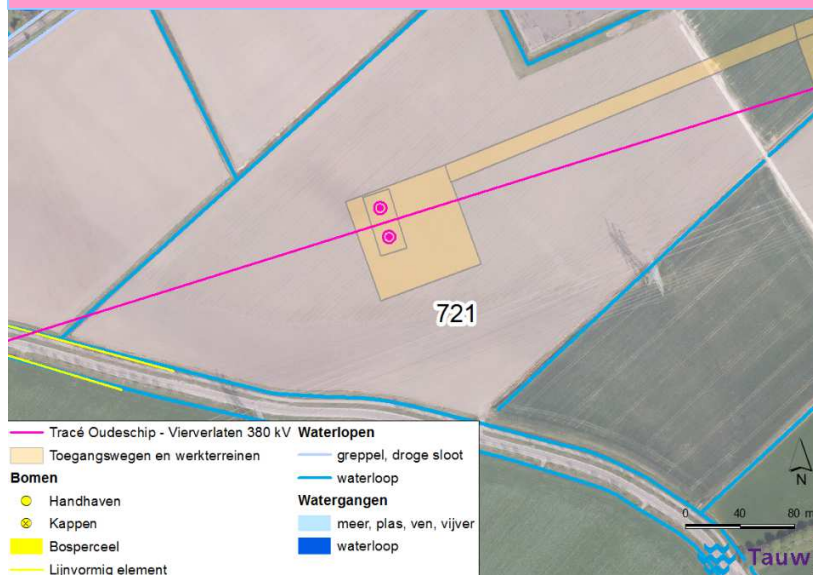 721
Tracé Oudeschip - Vierverlaten 380 kV
Toegangswegen en werkterreinen
Bomen
Handhaven
Kappen
Bosperceel
Lijnvormig element
Waterlopen
greppel, droge sloot
waterloop
Watergangen
meer, plas, ven, vijver
waterloop
N
0 40 80 m
Tauw